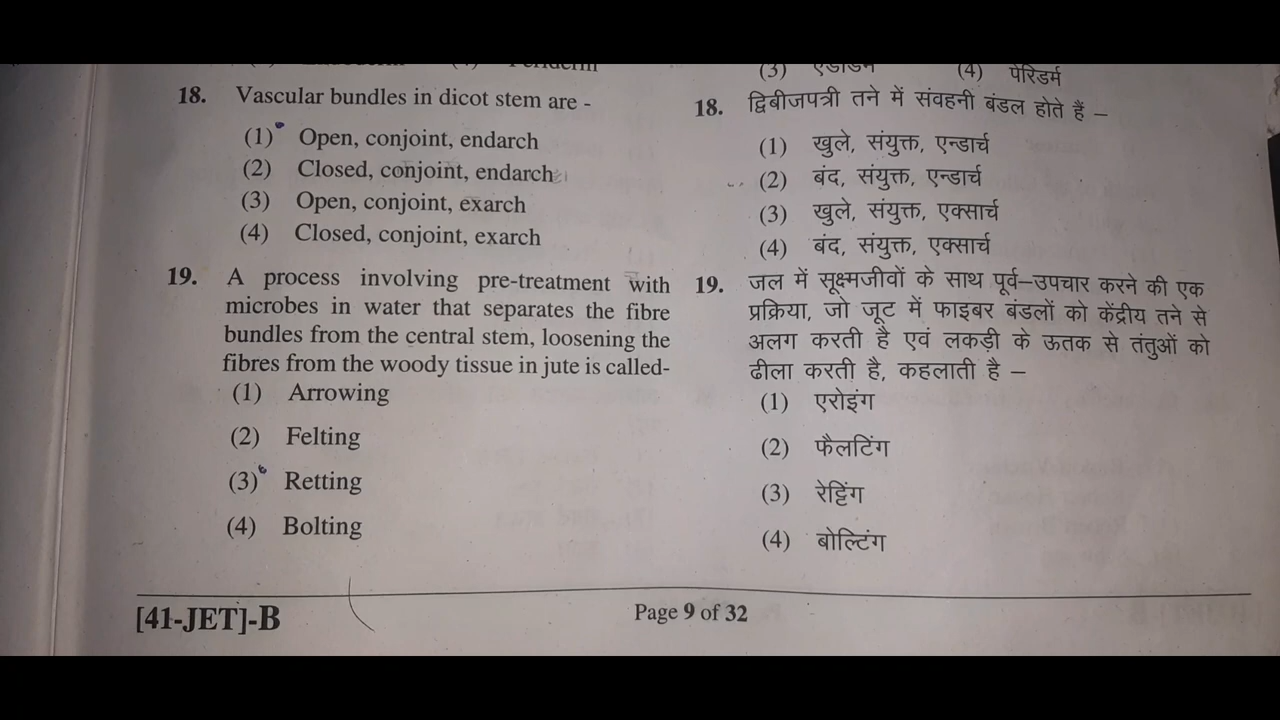 Periderm
(3) एंडोडर्म (4) पेरिडर्म
18. Vascular bundles in dicot stem are -
(1) Open, conjoint, endarch
(2) Closed, conjoint, endarch
(3) Open, conjoint, exarch
(4) Closed, conjoint, exarch
19. A process involving pre-treatment with
microbes in water that separates the fibre
bundles from the central stem, loosening the
fibres from the woody tissue in jute is called-
(1) Arrowing
(2) Felting
(3) Retting
(4) Bolting
18. द्विबीजपत्री तने में संवहनी बंडल होते हैं –
(1) खुले, संयुक्त, एन्डार्च
(2) बंद, संयुक्त, एन्डार्च
(3) खुले, संयुक्त, एक्सार्च
(4) बंद, संयुक्त, एक्सार्च
19. जल में सूक्ष्मजीवों के साथ पूर्व–उपचार करने की एक
प्रक्रिया, जो जूट में फाइबर बंडलों को केंद्रीय तने से
अलग करती है एवं लकड़ी के ऊतक से तंतुओं को
ढीला करती है, कहलाती है –
(1) एरोइंग
(2) फैलटिंग
(3) रेट्टिंग
(4) बोल्टिंग
[41-JET]-B
Page 9 of 32